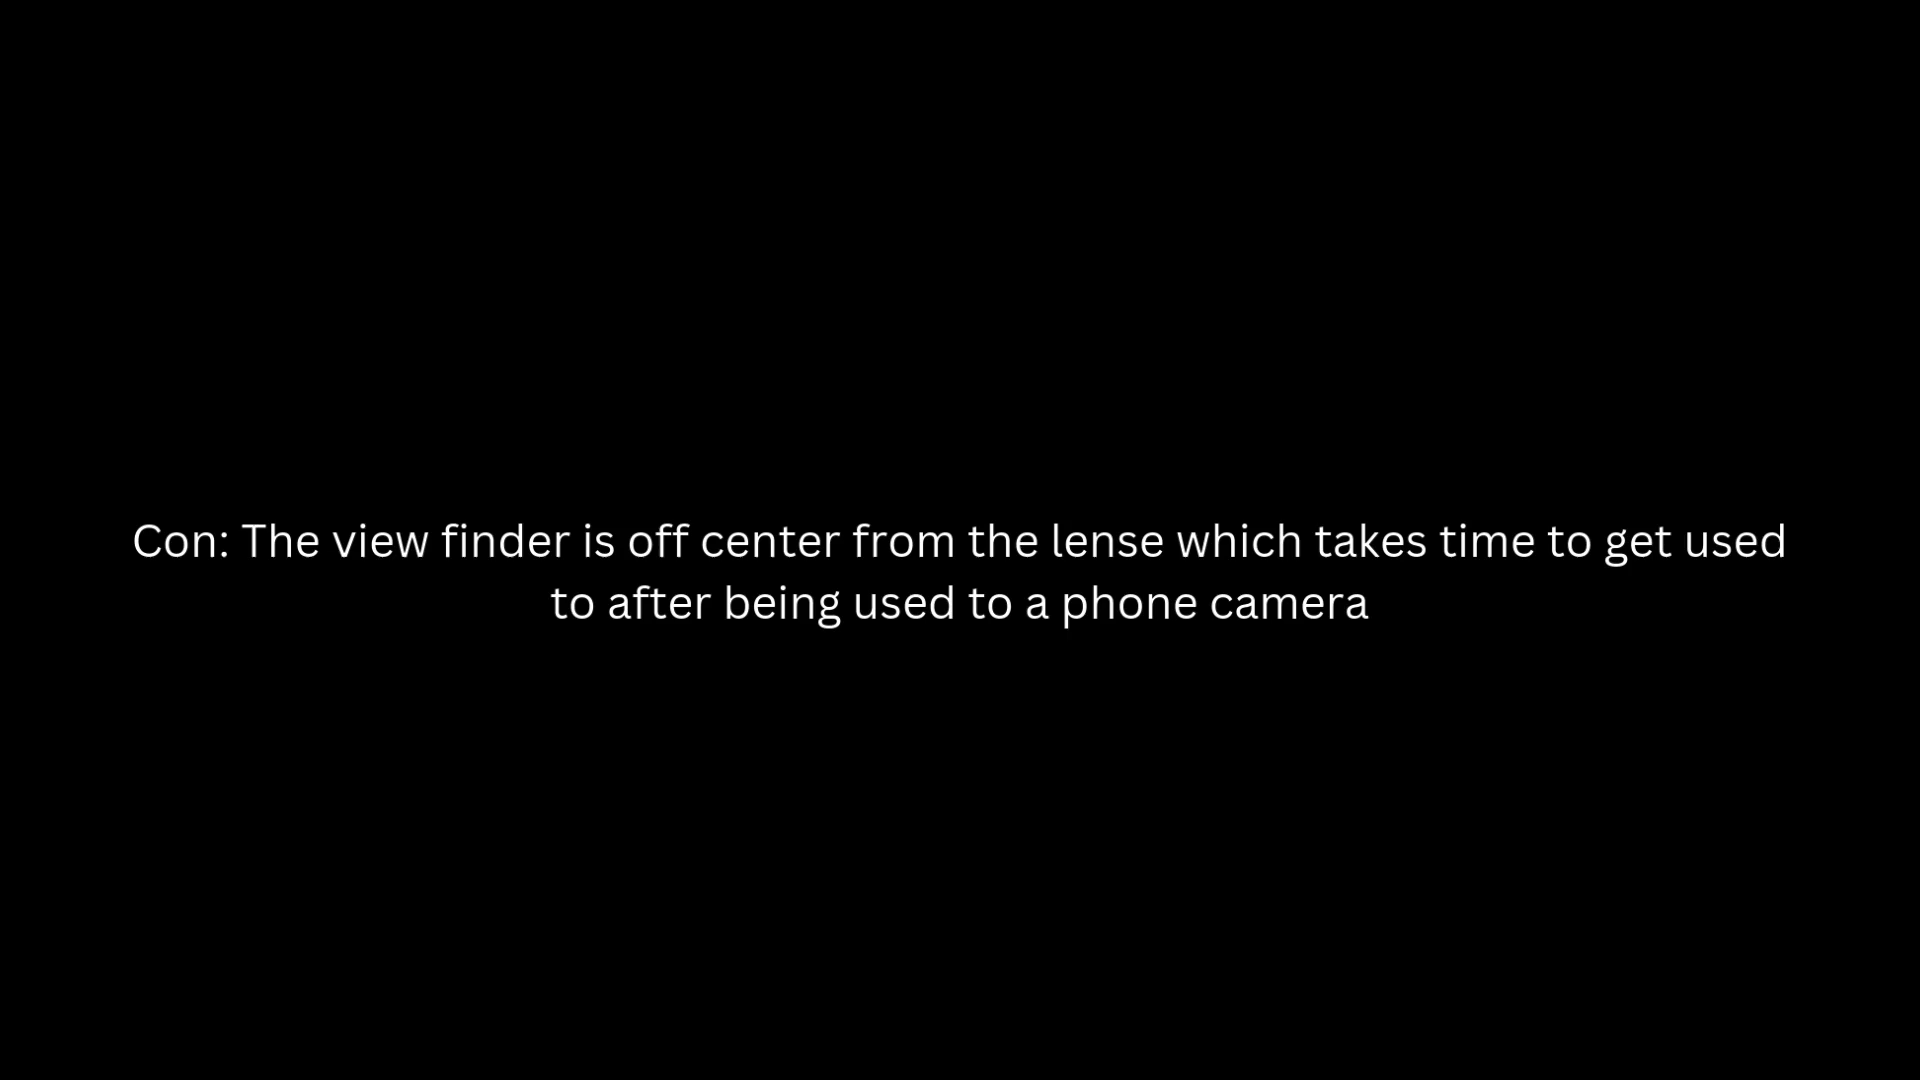 Con: The view finder is off center from the lense which takes time to get used
to after being used to a phone camera